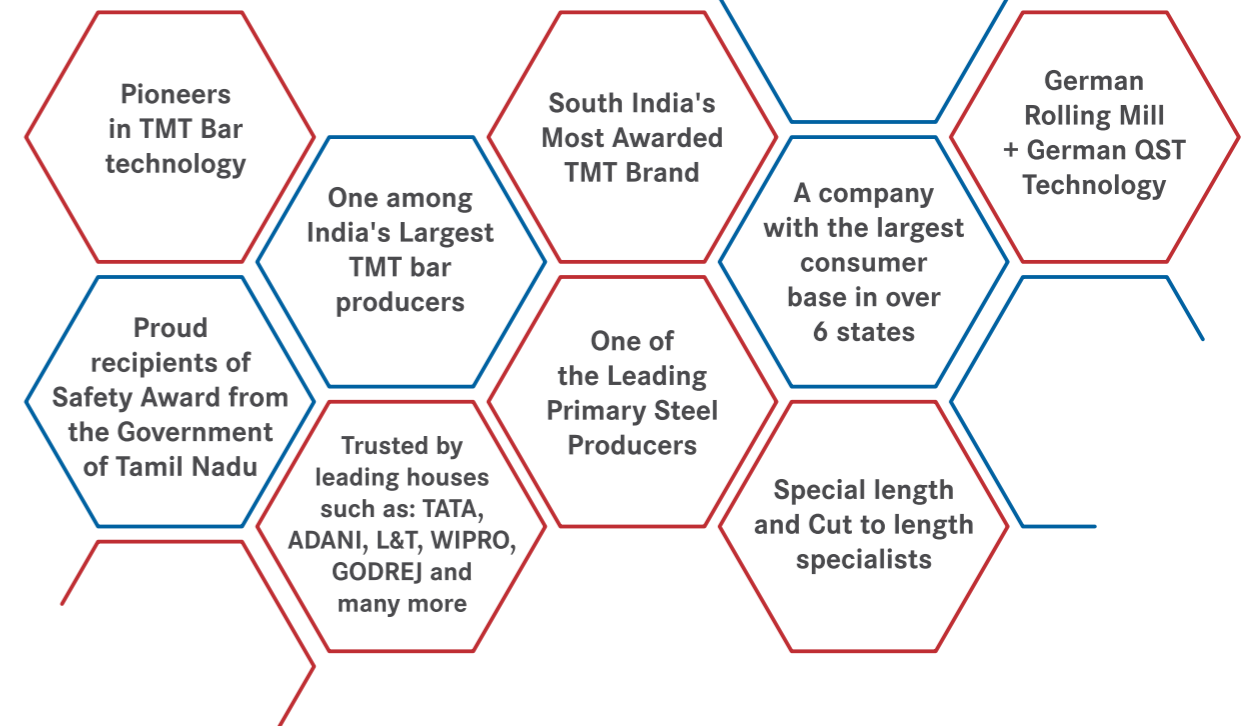 Pioneers
in TMT Bar
technology
One among
India's Largest
TMT bar
producers
South India's
Most Awarded
TMT Brand
A company
with the largest
consumer
base in over
6 states
German
Rolling Mill
+ German QST
Technology
Proud
recipients of
Safety Award from
the Government
of Tamil Nadu
Trusted by
leading houses
such as: TATA,
ADANI, L&T, WIPRO,
GODREJ and
many more
One of
the Leading
Primary Steel
Producers
Special length
and Cut to length
specialists